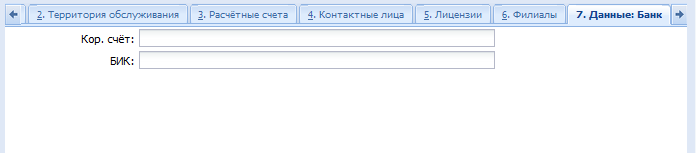 2. Территория обслуживания 3. Расчётные счета 4. Контактные лица 5. Лицензии 6. Филиалы 7. Данные: Банк
Кор. счёт:
БИК: